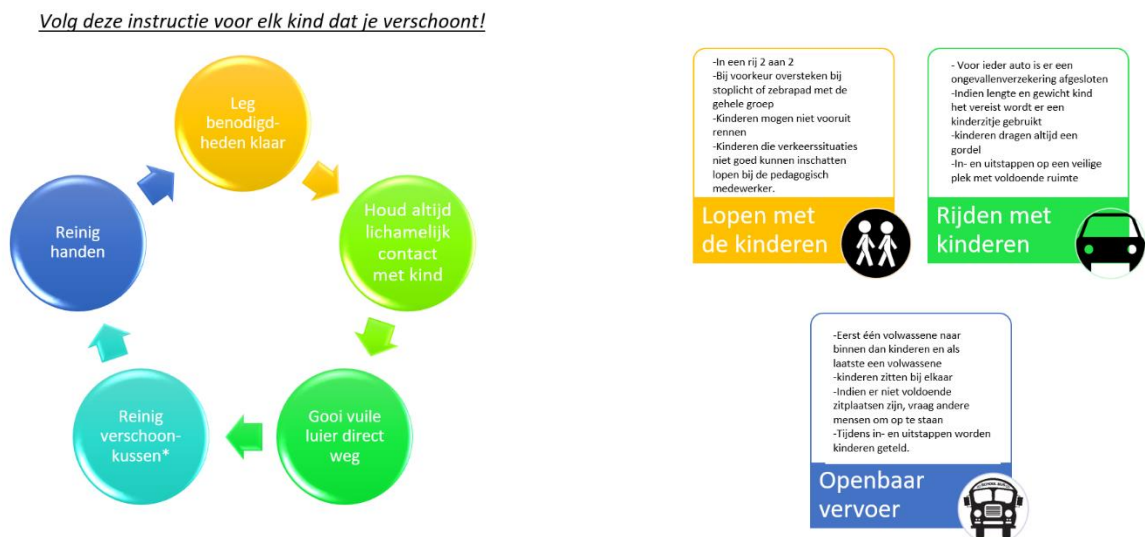 Volg deze instructie voor elk kind dat je verschoont!
Leg
benodigd-
heden klaar
Houd altijd
lichamelijk
contact
met kind
Gooi vuile
luier direct
weg
Reinig
verschoon-
kussen*
Reinig
handen
-In een rij 2 aan 2
-Bij voorkeur oversteken bij
stoplicht of zebrapad met de
gehele groep
-Kinderen mogen niet vooruit
rennen
-Kinderen die verkeerssituaties
niet goed kunnen inschatten
lopen bij de pedagogisch
medewerker.
Lopen met
de kinderen
- Voor ieder auto is er een
ongevallenverzekering afgesloten
-Indien lengte en gewicht kind
het vereist wordt er een
kinderzitje gebruikt
-kinderen dragen altijd een
gordel
-In- en uitstappen op een veilige
plek met voldoende ruimte
Rijden met
kinderen
-Eerst één volwassene naar
binnen dan kinderen en als
laatste een volwassene
-kinderen zitten bij elkaar
-Indien er niet voldoende
zitplaatsen zijn, vraag andere
mensen om op te staan
-Tijdens in- en uitstappen worden
kinderen geteld.
Openbaar
vervoer